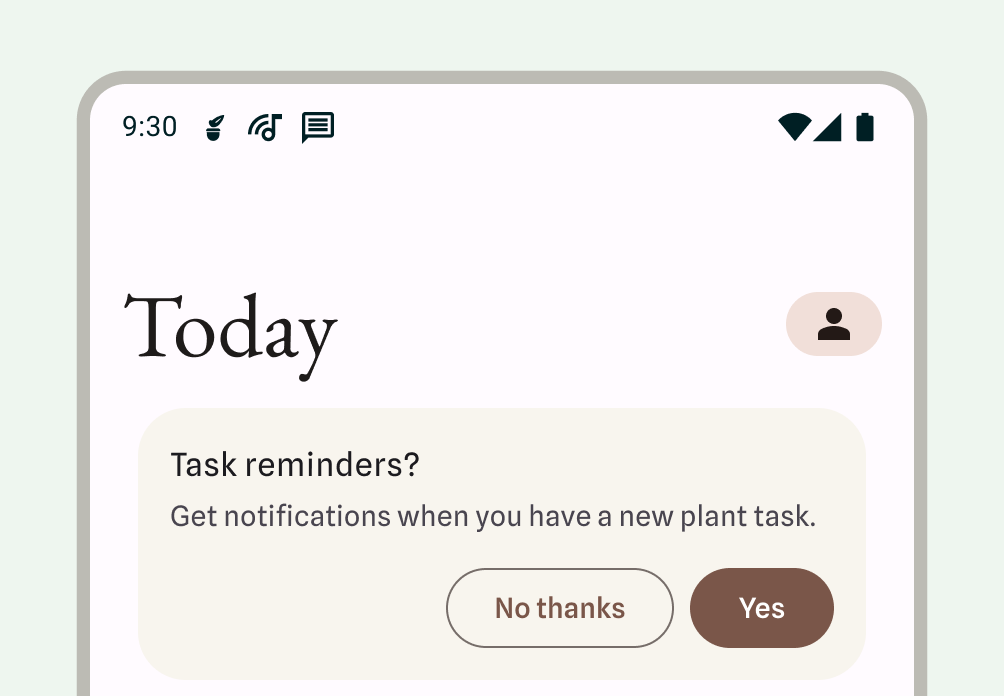 9:30
Today
Task reminders?
Get notifications when you have a new plant task.
No thanks
Yes